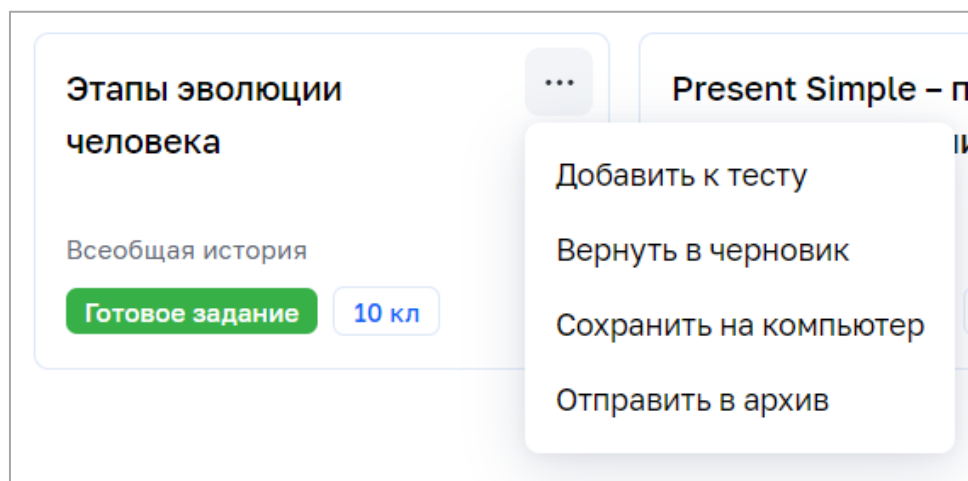 Этапы эволюции
человека
Всеобщая история
Готовое задание
10 кл
Present Simple –
Добавить к тесту
Вернуть в черновик
Сохранить на компьютер
Отправить в архив